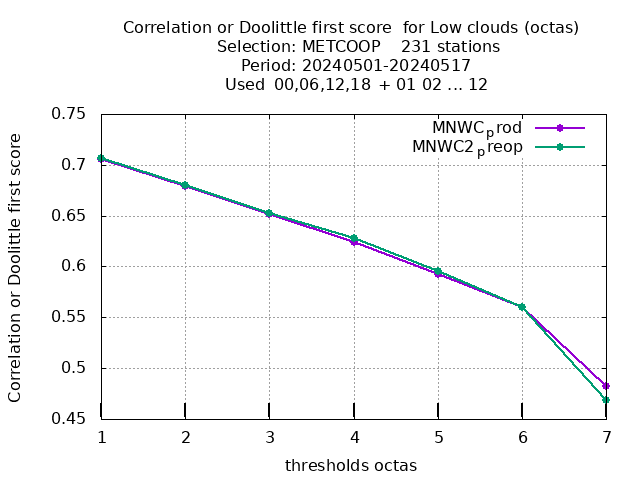 Correlation or Doolittle first score  for Low clouds (octas)
Selection: METCOOP    231 stations
Period: 20240501-20240517
Used  00,06,12,18 + 01 02 ... 12
Correlation or Doolittle first score
0.75
0.7
0.65
0.6
0.55
0.5
0.45
MNWCprod
MNWC2preop
1 2 3 4 5 6 7
thresholds octas